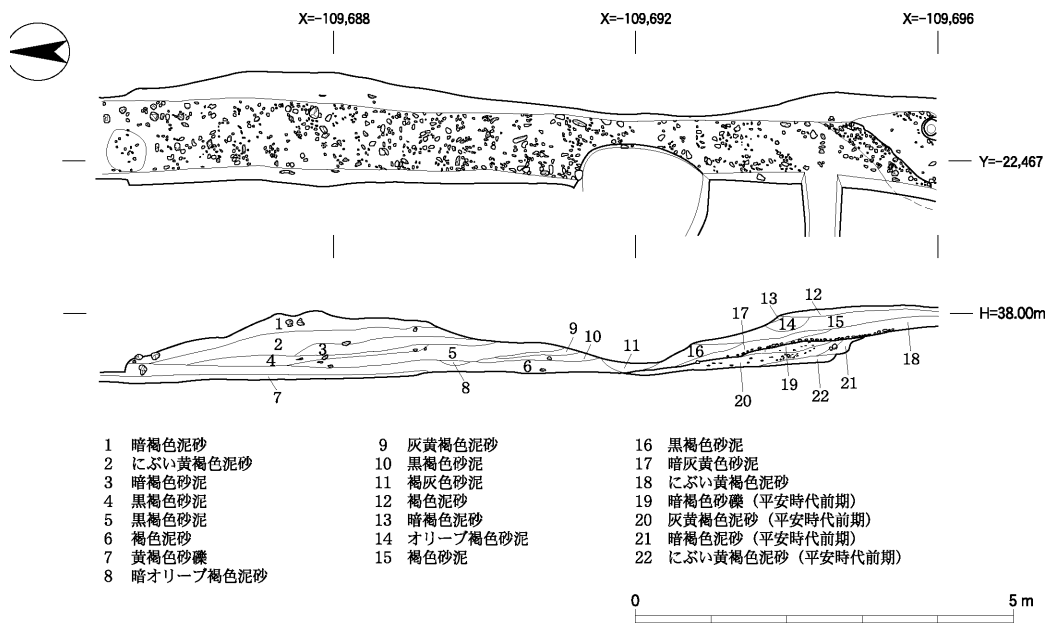 X=-109,688
X=-109,692
X=-109,696
Y=-22,467
H=38.00m
1
2
3
4
5
6
7
8
9
10
11
12
13
14
15
16
17
18
19
20
21
22
1 暗褐色泥砂
2 にぶい黄褐色泥砂
3 暗褐色砂泥
4 黒褐色砂泥
5 黒褐色砂泥
6 褐色泥砂
7 黄褐色砂礫
8 暗オリーブ褐色泥砂
9 灰黄褐色泥砂
10 黒褐色砂泥
11 褐灰色砂泥
12 褐色泥砂
13 暗褐色泥砂
14 オリーブ褐色砂泥
15 褐色砂泥
16 黒褐色砂泥
17 暗灰黄色砂泥
18 にぶい黄褐色泥砂
19 暗褐色砂礫（平安時代前期）
20 灰黄褐色泥砂（平安時代前期）
21 暗褐色泥砂（平安時代前期）
22 にぶい黄褐色泥砂（平安時代前期）
0 5 m